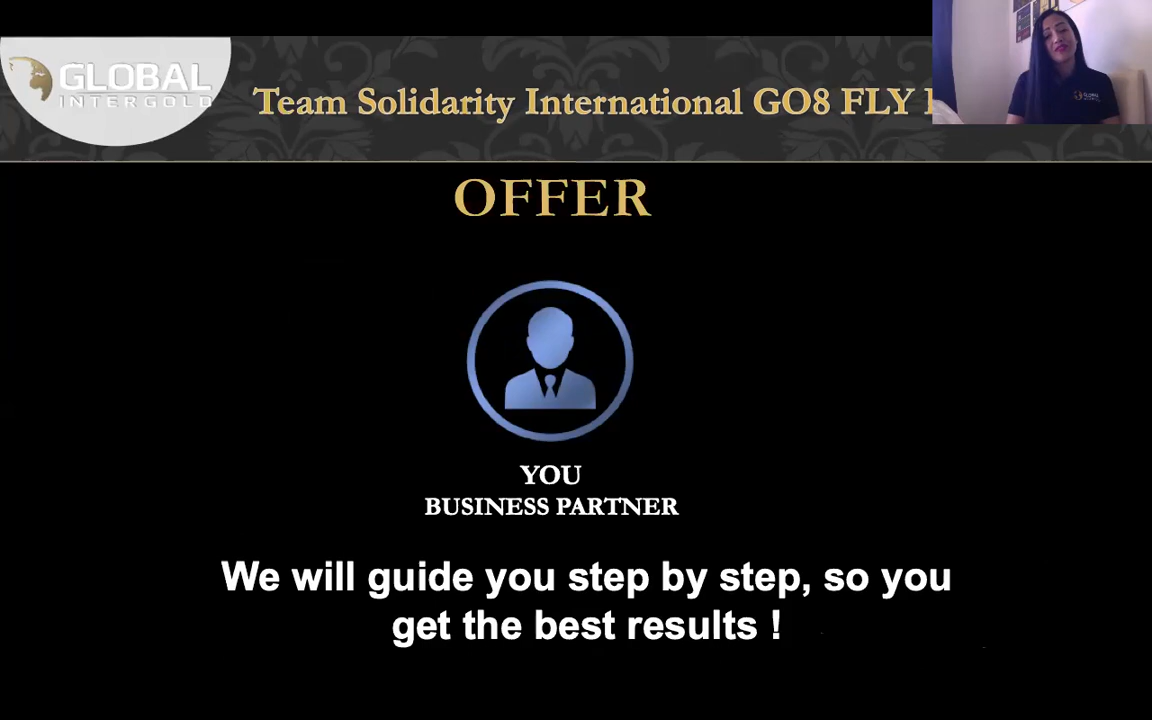 GLOBAL
INTERGOLD
Team Solidarity International GO8 FLY
OFFER
YOU
BUSINESS PARTNER
We will guide you step by step, so you
get the best results !